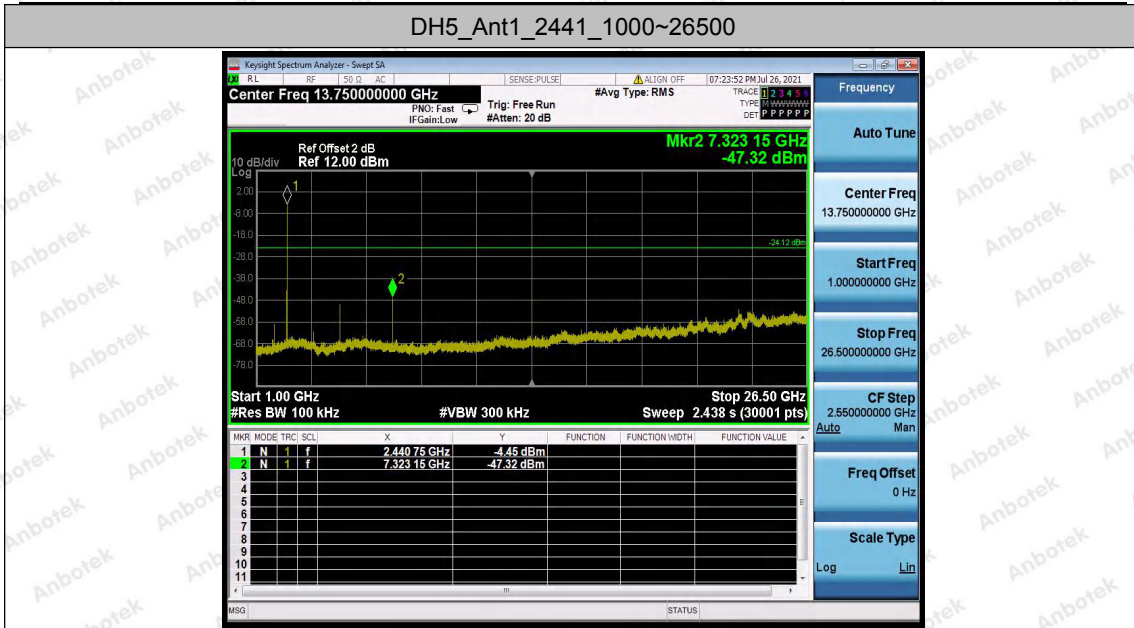 DH5_Ant1_2441_1000~26500
Keysight Spectrum Analyzer - Swept SA
RL RF 50 Ω AC SENSE:PULSE ALIGN OFF 07:23:52 PM Jul 26, 2021
Center Freq 13.750000000 GHz
PNO: Fast
IFGain:Low
Trig: Free Run
#Atten: 20 dB
#Avg Type: RMS
TRACE 1 2 3 4 5 6
TYPE M WWWWW
DET P P P P P P
Mkr2 7.323 15 GHz
-47.32 dBm
Ref Offset 2 dB
10 dB/div Ref 12.00 dBm
Log
2.00
-8.00
-18.0
-28.0
-38.0
-48.0
-58.0
-68.0
-78.0
1
2
-24.12 dBm
Start 1.00 GHz Stop 26.50 GHz
#Res BW 100 kHz #VBW 300 kHz Sweep 2.438 s (30001 pts)
MKR MODE TRC SCL X Y FUNCTION FUNCTION WIDTH FUNCTION VALUE
1 N 1 f 2.440 75 GHz -4.45 dBm
2 N 1 f 7.323 15 GHz -47.32 dBm
3
4
5
6
7
8
9
10
11
MSG STATUS
Frequency
Auto Tune
Center Freq
13.750000000 GHz
Start Freq
1.000000000 GHz
Stop Freq
26.500000000 GHz
CF Step
2.550000000 GHz
Auto Man
Freq Offset
0 Hz
Scale Type
Log Lin
Anbotek